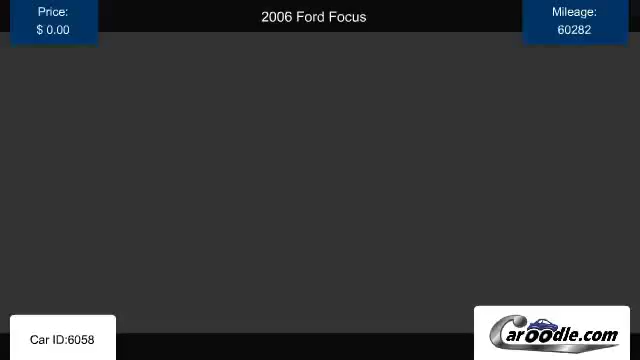 Price:
$ 0.00
2006 Ford Focus
Mileage:
60282
Car ID:6058
Caroodle.com